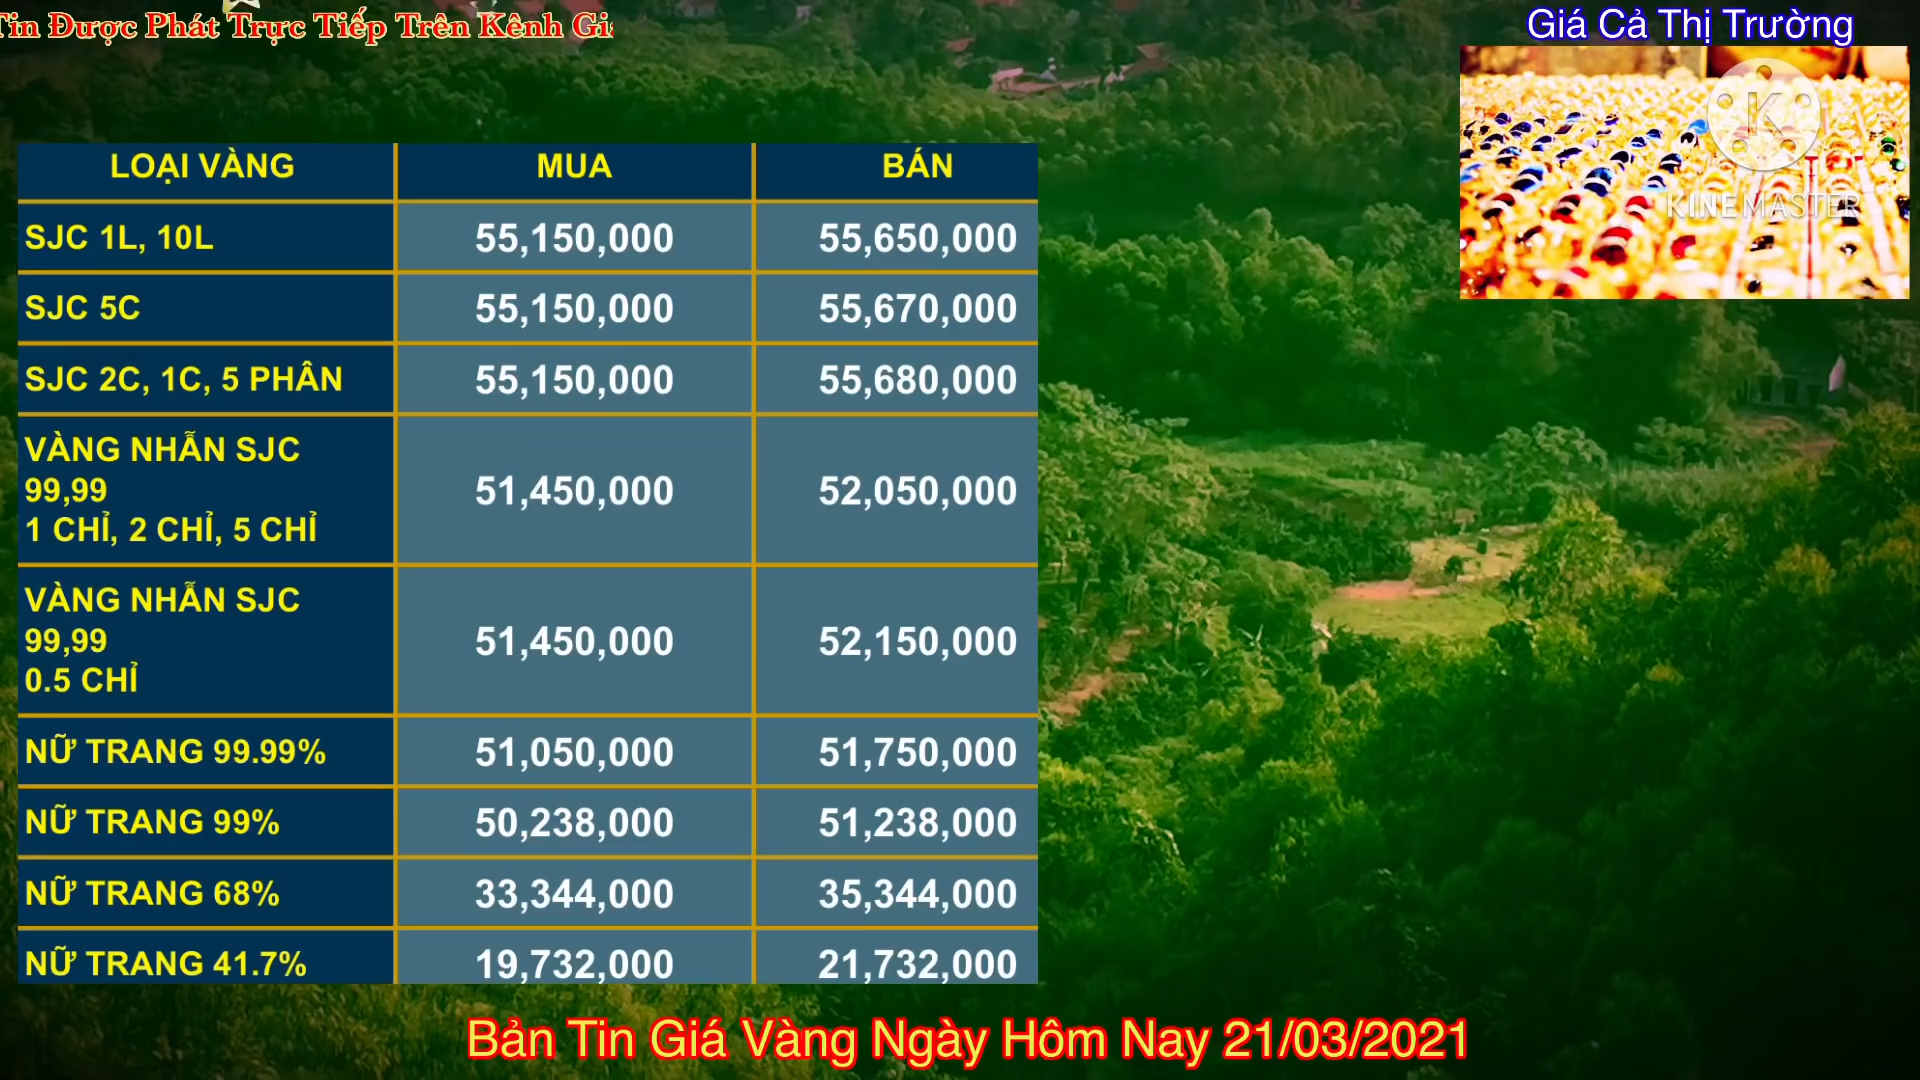 Tin Được Phát Trực Tiếp Trên Kênh
Giá Cả Thị Trường
K
KINEMASTER
LOẠI VÀNG MUA BÁN
SJC 1L, 10L 55,150,000 55,650,000
SJC 5C 55,150,000 55,670,000
SJC 2C, 1C, 5 PHÂN 55,150,000 55,680,000
VÀNG NHẪN SJC
99,99
1 CHỈ, 2 CHỈ, 5 CHỈ 51,450,000 52,050,000
VÀNG NHẪN SJC
99,99
0.5 CHỈ 51,450,000 52,150,000
NỮ TRANG 99.99% 51,050,000 51,750,000
NỮ TRANG 99% 50,238,000 51,238,000
NỮ TRANG 68% 33,344,000 35,344,000
NỮ TRANG 41.7% 19,732,000 21,732,000
Bản Tin Giá Vàng Ngày Hôm Nay 21/03/2021